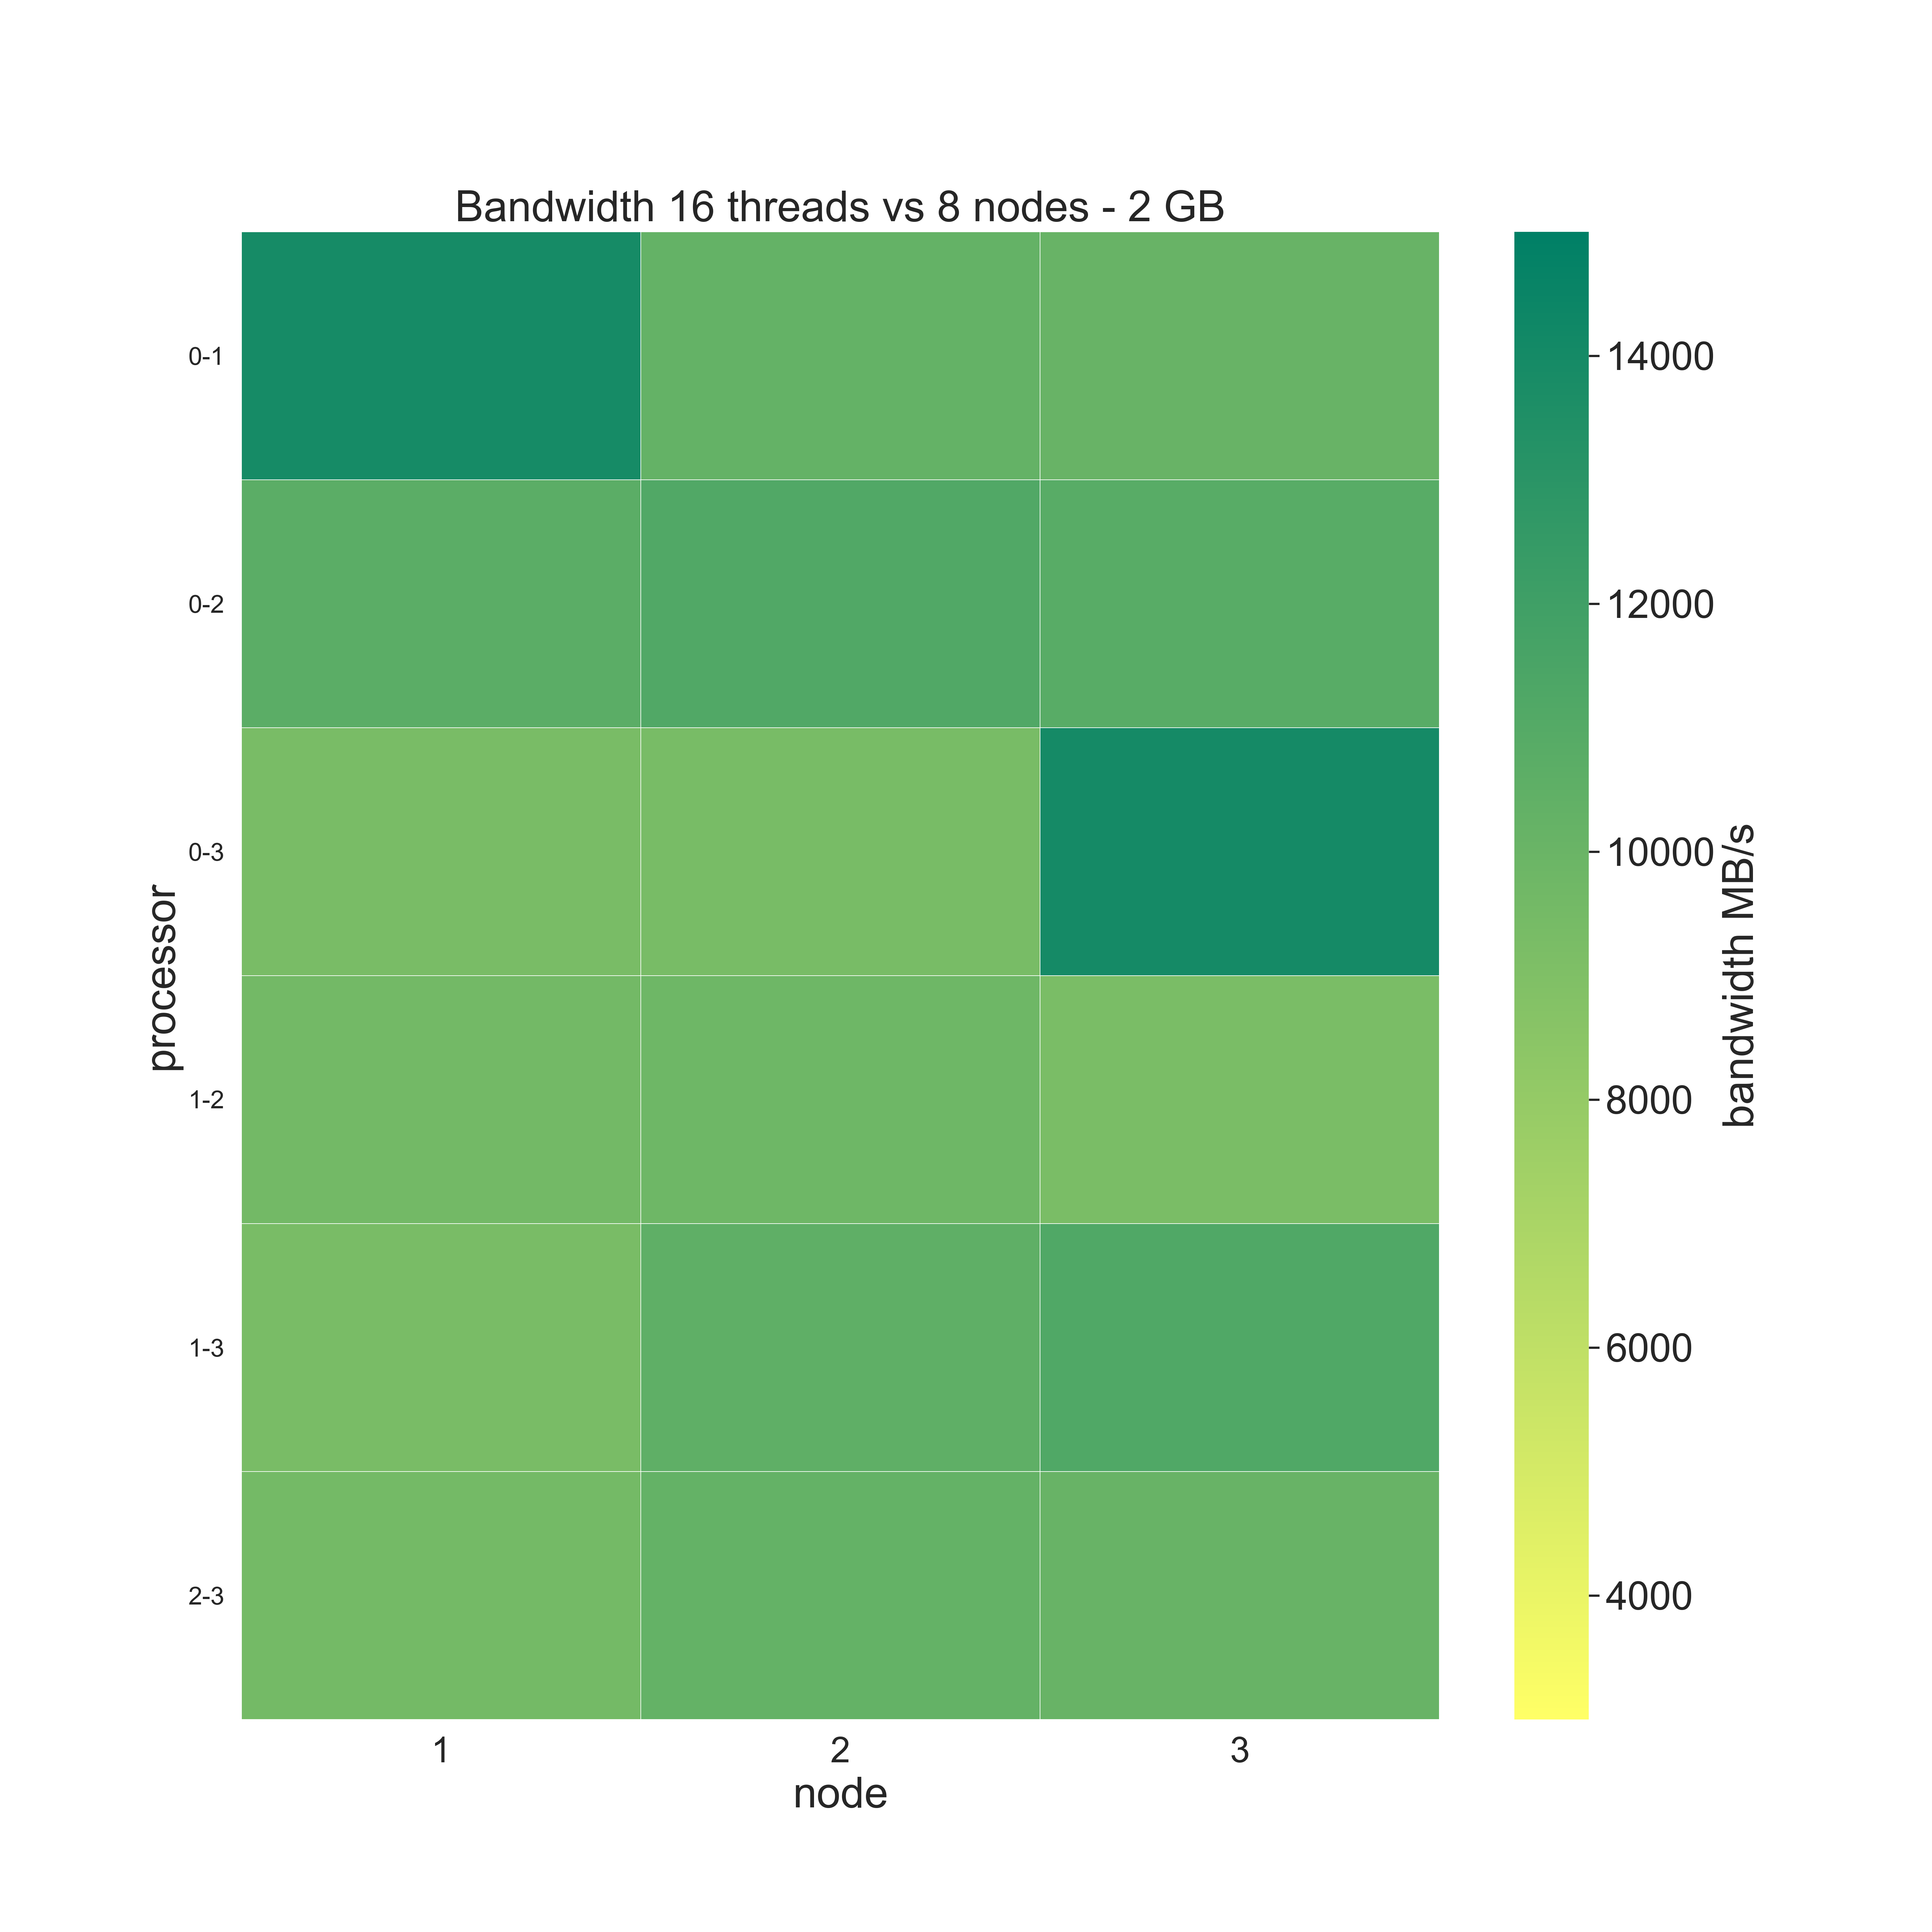 Bandwidth 16 threads vs 8 nodes - 2 GB
processor
0-1
0-2
0-3
1-2
1-3
2-3
1 2 3
node
14000
12000
10000
8000
6000
4000
bandwidth MB/s